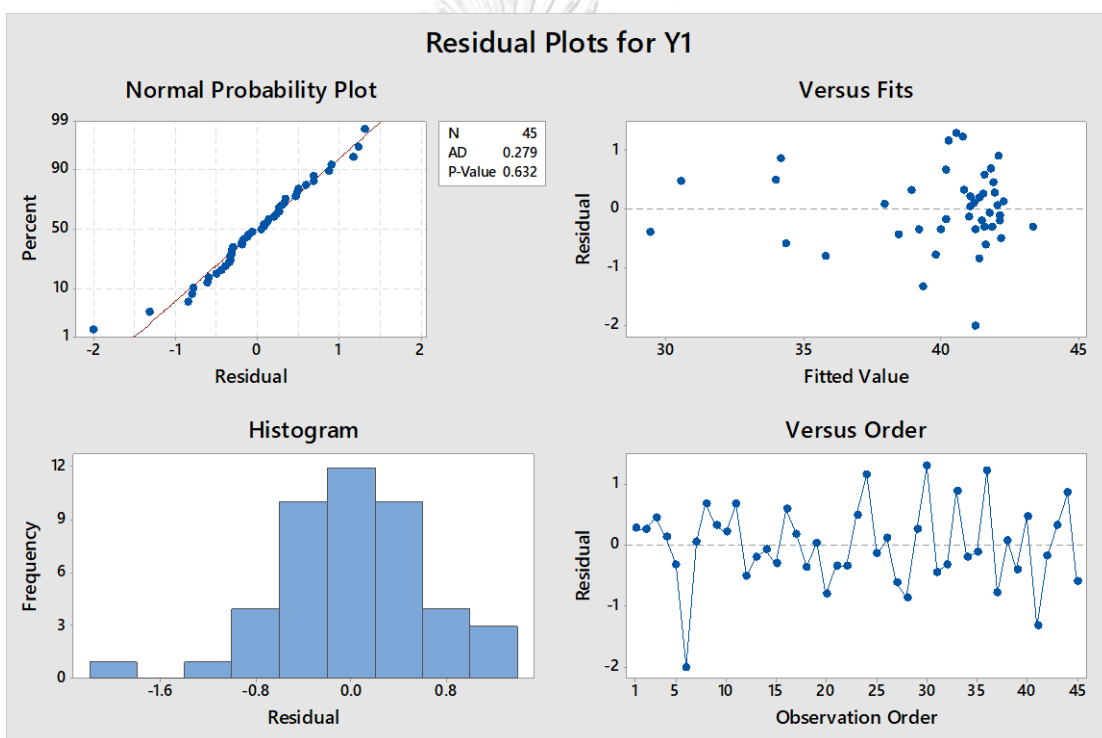 Residual Plots for Y1
Normal Probability Plot
99
90
50
10
1
Percent
-2 -1 0 1 2
Residual
N 45
AD 0.279
P-Value 0.632
Versus Fits
1
0
-1
-2
Residual
30 35 40 45
Fitted Value
Histogram
12
9
6
3
0
Frequency
-1.6 -0.8 0.0 0.8
Residual
Versus Order
1
0
-1
-2
Residual
1 5 10 15 20 25 30 35 40 45
Observation Order